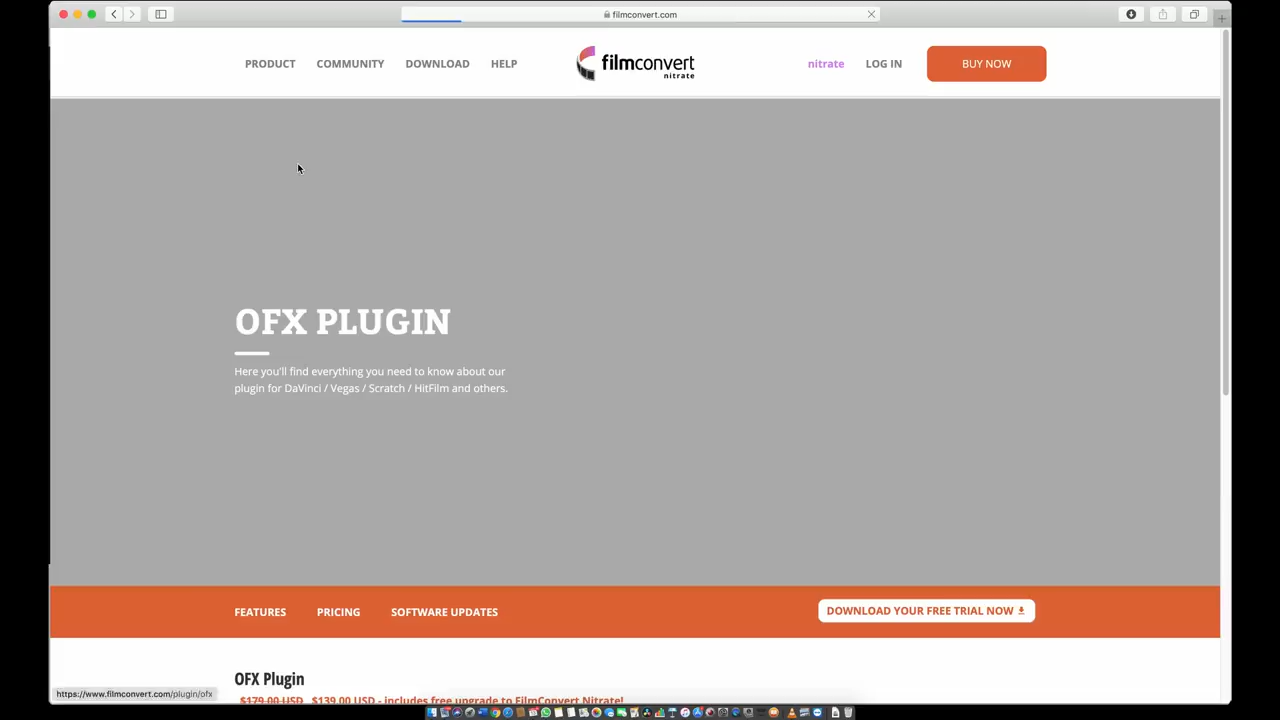 filmconvert.com
PRODUCT COMMUNITY DOWNLOAD HELP
filmconvert
nitrate
nitrate LOG IN BUY NOW
OFX PLUGIN
Here you'll find everything you need to know about our
plugin for DaVinci / Vegas / Scratch / HitFilm and others.
FEATURES PRICING SOFTWARE UPDATES
DOWNLOAD YOUR FREE TRIAL NOW
OFX Plugin
$179.00 USD $139.00 USD - includes free upgrade to FilmConvert Nitrate!
https://www.filmconvert.com/plugin/ofx